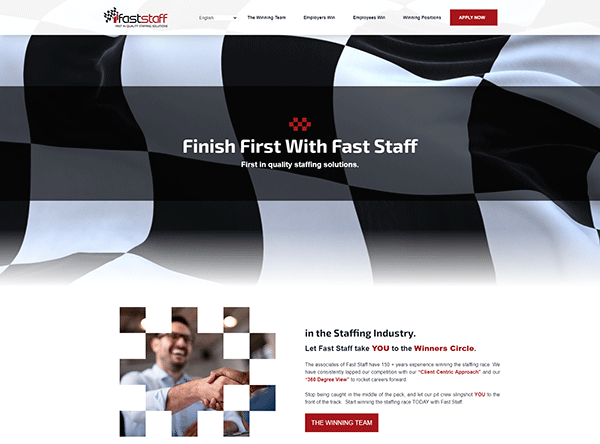 faststaff
FIRST IN QUALITY STAFFING SOLUTIONS
English
The Winning Team
Employers Win
Employees Win
Winning Positions
APPLY NOW
Finish First With Fast Staff
First in quality staffing solutions.
in the Staffing Industry.
Let Fast Staff take YOU to the Winners Circle.
The associates of Fast Staff have 150 + years experience winning the staffing race. We
have consistently lapped our competition with our "Client Centric Approach" and our
"360 Degree View" to rocket careers forward.
Stop being caught in the middle of the pack, and let our pit crew slingshot YOU to the
front of the track. Start winning the staffing race TODAY with Fast Staff.
THE WINNING TEAM